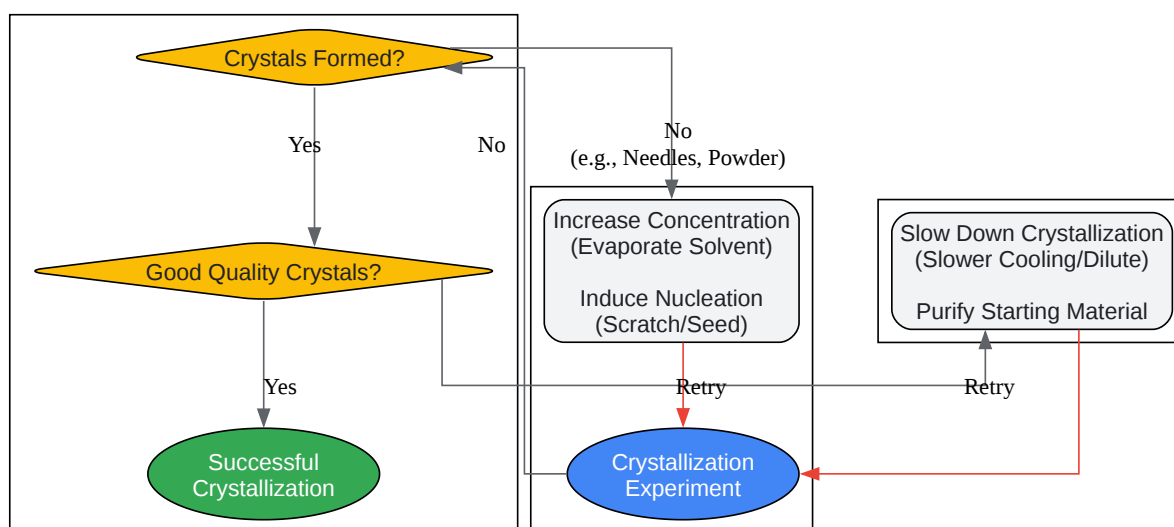 Crystals Formed?
Yes
No
No
(e.g., Needles, Powder)
Increase Concentration
(Evaporate Solvent)
Induce Nucleation
(Scratch/Seed)
Slow Down Crystallization
(Slower Cooling/Dilute)
Purify Starting Material
Good Quality Crystals?
Yes
Retry
Retry
Successful
Crystallization
Crystallization
Experiment